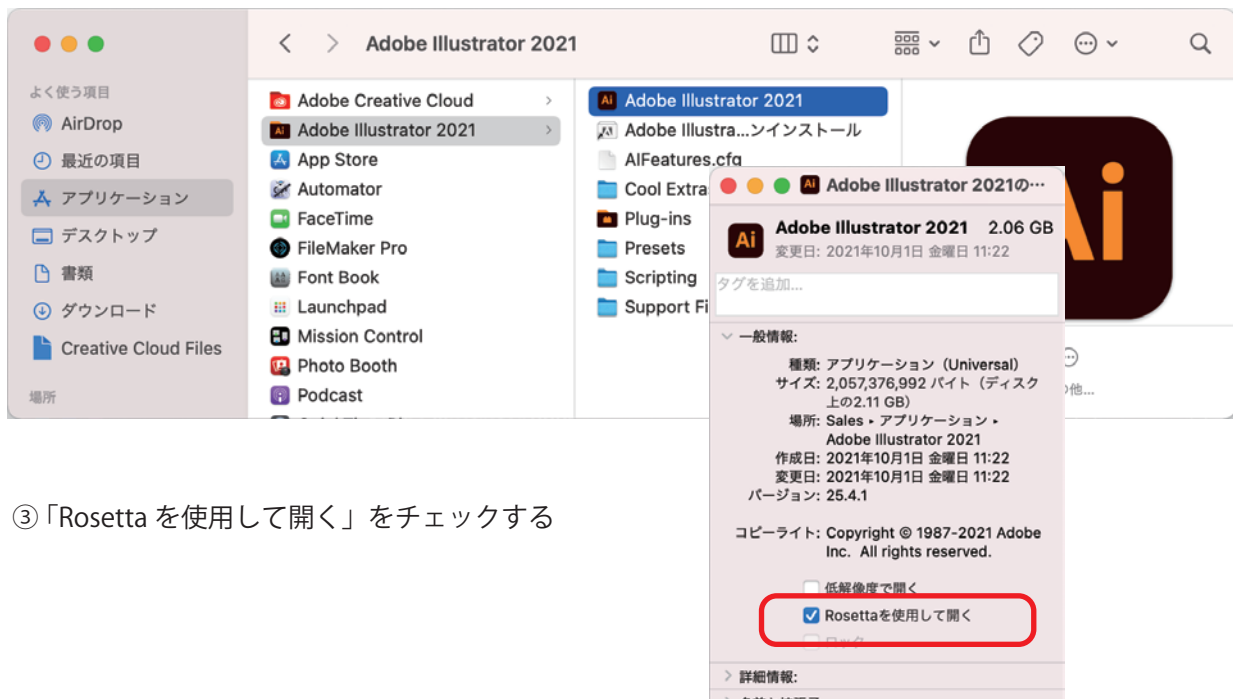 Adobe Illustrator 2021
よく使う項目
AirDrop
最近の項目
アプリケーション
デスクトップ
書類
ダウンロード
Creative Cloud Files
場所
Adobe Creative Cloud
Adobe Illustrator 2021
App Store
Automator
FaceTime
FileMaker Pro
Font Book
Launchpad
Mission Control
Photo Booth
Podcast
Adobe Illustrator 2021
Adobe Illustra...ンインストール
AIFeatures.cfg
Cool Extra
Plug-ins
Presets
Scripting
Support Fi
Ai
他...
Adobe Illustrator 2021の…
Ai
Adobe Illustrator 2021 2.06 GB
変更日: 2021年10月1日 金曜日 11:22
タグを追加...
一般情報:
種類: アプリケーション（Universal）
サイズ: 2,057,376,992 バイト（ディスク
上の2.11 GB）
場所: Sales ▸ アプリケーション ▸
Adobe Illustrator 2021
作成日: 2021年10月1日 金曜日 11:22
変更日: 2021年10月1日 金曜日 11:22
バージョン: 25.4.1
コピーライト: Copyright © 1987-2021 Adobe
Inc. All rights reserved.
低解像度で開く
Rosettaを使用して開く
ロック
詳細情報:
③「Rosetta を使用して開く」をチェックする